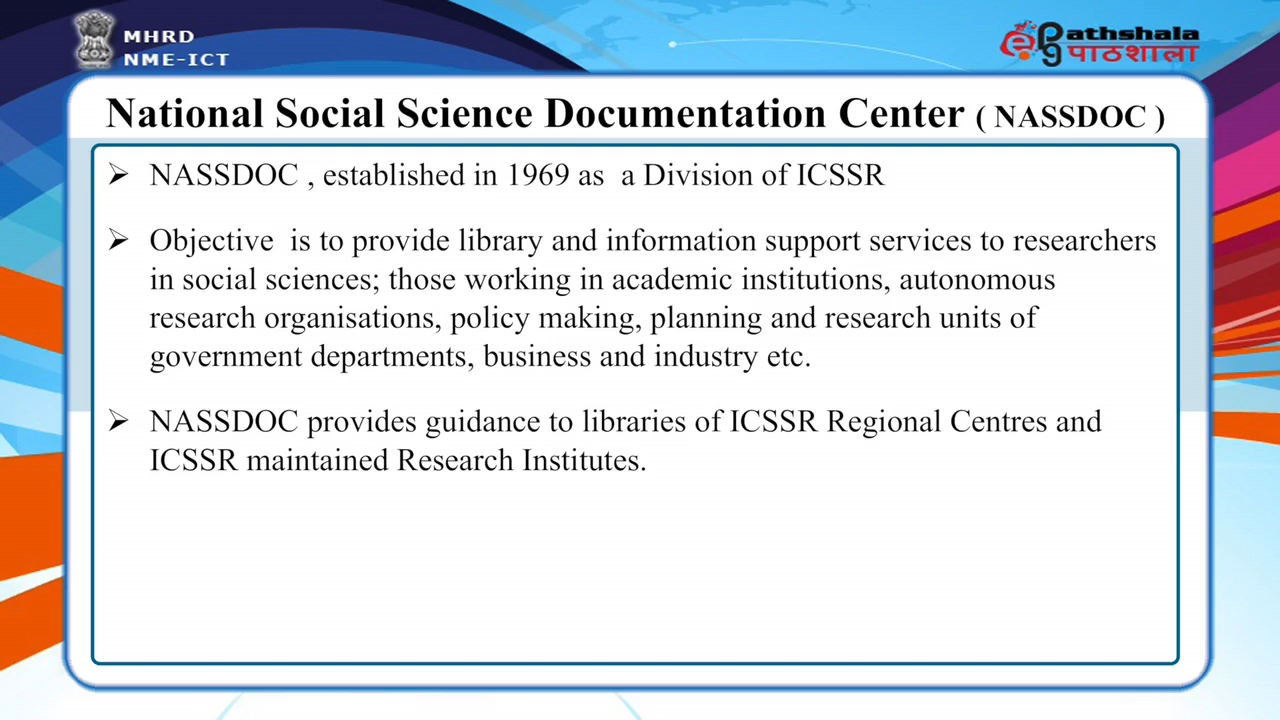 MHRD
NME-ICT
ePathshala
पाठशाला
National Social Science Documentation Center ( NASSDOC )
➢ NASSDOC , established in 1969 as a Division of ICSSR
➢ Objective is to provide library and information support services to researchers
in social sciences; those working in academic institutions, autonomous
research organisations, policy making, planning and research units of
government departments, business and industry etc.
➢ NASSDOC provides guidance to libraries of ICSSR Regional Centres and
ICSSR maintained Research Institutes.